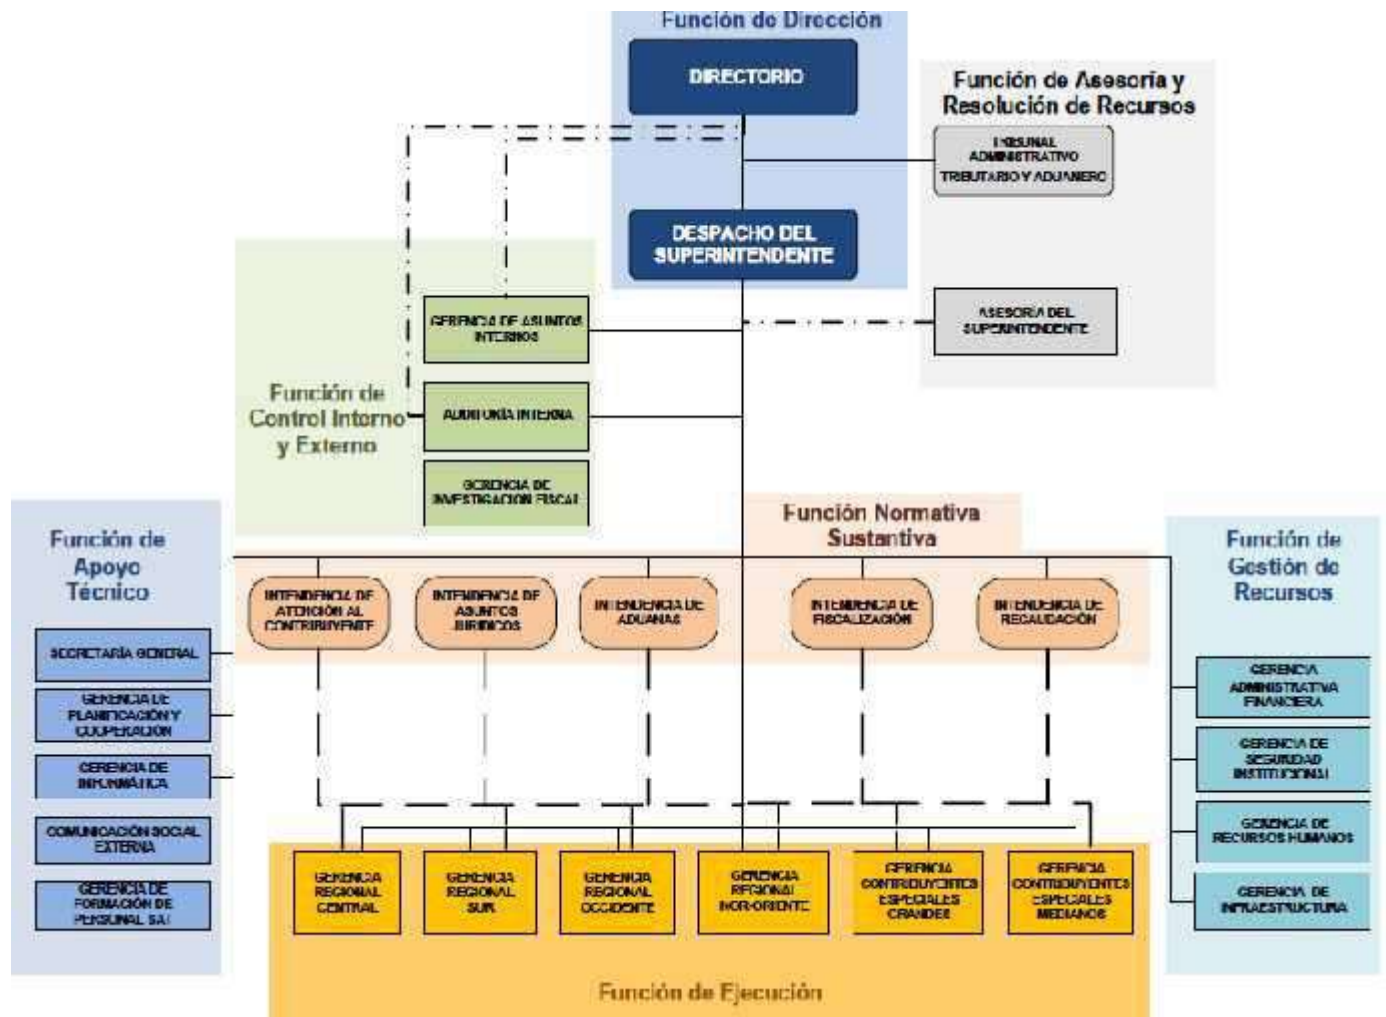 Función de Dirección
DIRECTORIO
Función de Asesoría y
Resolución de Recursos
TRIBUNAL
ADMINISTRATIVO
TRIBUTARIO Y ADUANERO
DESPACHO DEL
SUPERINTENDENTE
ASESORÍA DEL
SUPERINTENDENTE
GERENCIA DE ASUNTOS
INTERNOS
Función de
Control Interno
y Externo
AUDITORÍA INTERNA
GERENCIA DE
INVESTIGACIÓN FISCAL
Función Normativa
Sustantiva
Función de
Apoyo
Técnico
Función de
Gestión de
Recursos
INTENDENCIA DE
ATENCIÓN AL
CONTRIBUYENTE
INTENDENCIA DE
ASUNTOS
JURÍDICOS
INTENDENCIA DE
ADUANAS
INTENDENCIA DE
FISCALIZACIÓN
INTENDENCIA DE
RECAUDACIÓN
SECRETARÍA GENERAL
GERENCIA DE
PLANIFICACIÓN Y
COOPERACIÓN
GERENCIA DE
INFORMÁTICA
COMUNICACIÓN SOCIAL
EXTERNA
GERENCIA DE
FORMACIÓN DE
PERSONAL SAT
GERENCIA
ADMINISTRATIVA
FINANCIERA
GERENCIA DE
SEGURIDAD
INSTITUCIONAL
GERENCIA DE
RECURSOS HUMANOS
GERENCIA DE
INFRAESTRUCTURA
GERENCIA
REGIONAL
CENTRAL
GERENCIA
REGIONAL
SUR
GERENCIA
REGIONAL
OCCIDENTE
GERENCIA
REGIONAL
NOR-ORIENTE
GERENCIA
CONTRIBUYENTES
ESPECIALES
GRANDES
GERENCIA
CONTRIBUYENTES
ESPECIALES
MEDIANOS
Función de Ejecución